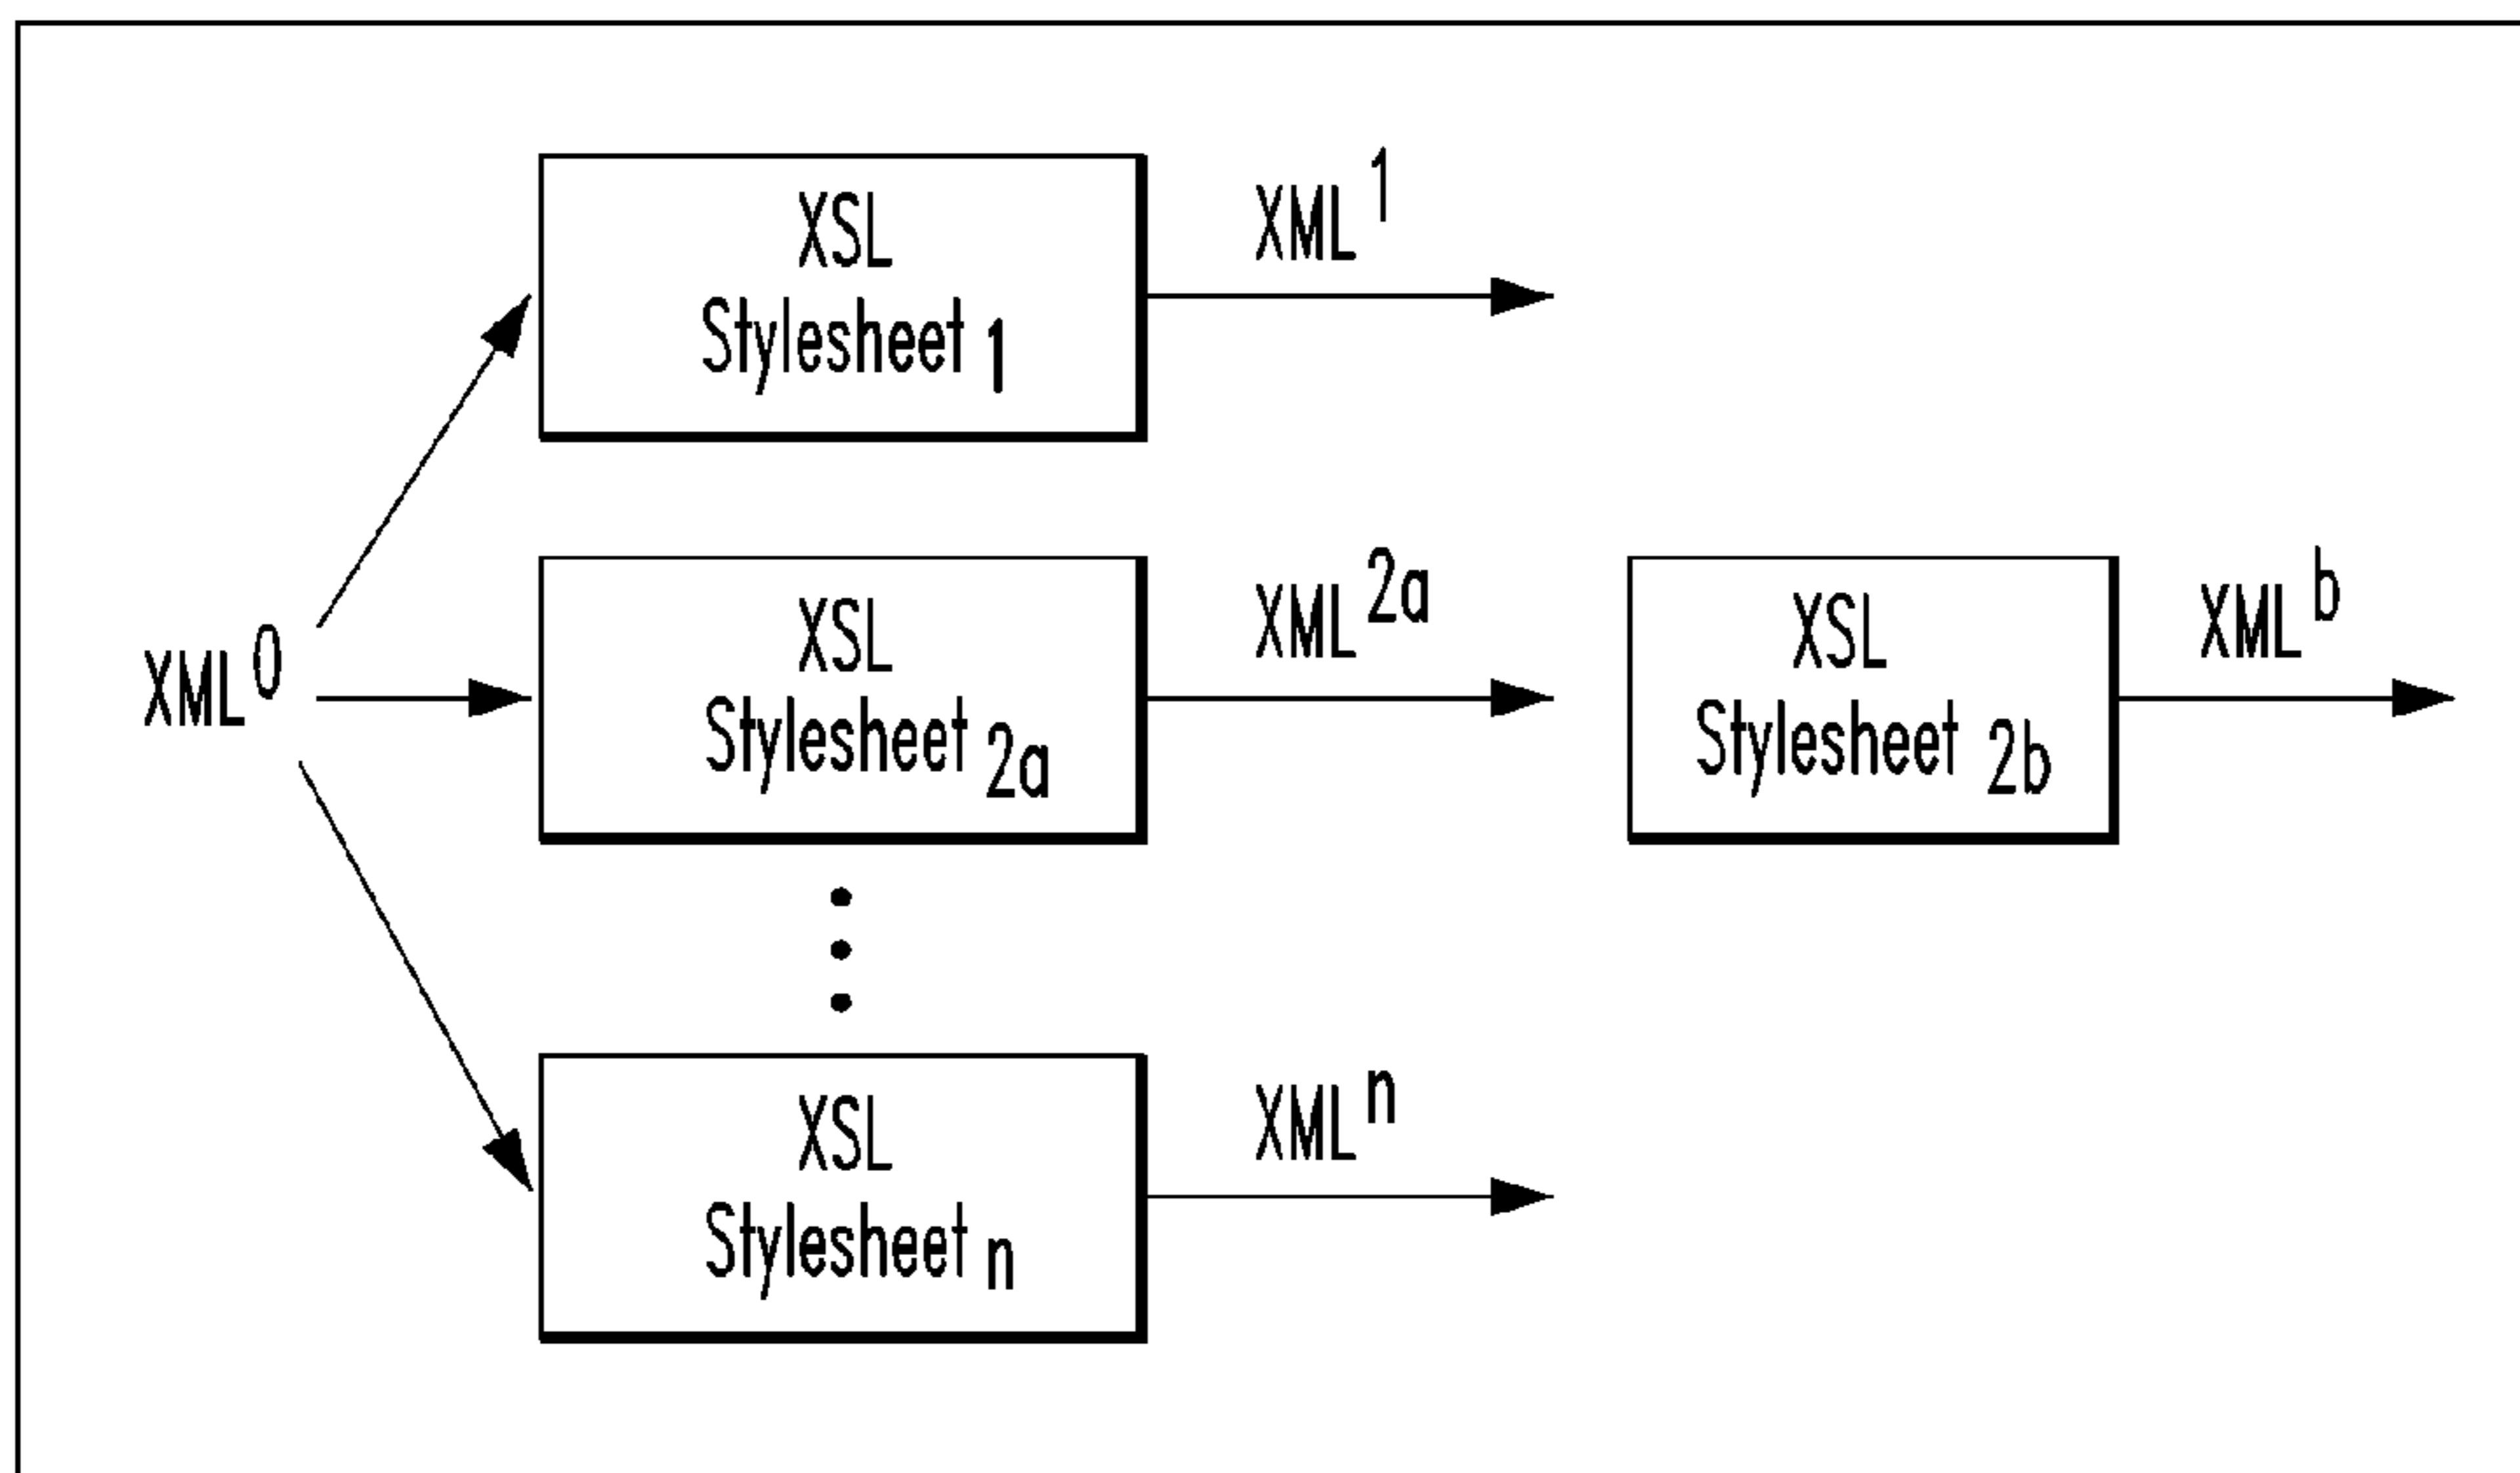 XSL
Stylesheet 1
XML 1
XML 0
XSL
Stylesheet 2a
XML 2a
XSL
Stylesheet 2b
XML b
XSL
Stylesheet n
XML n